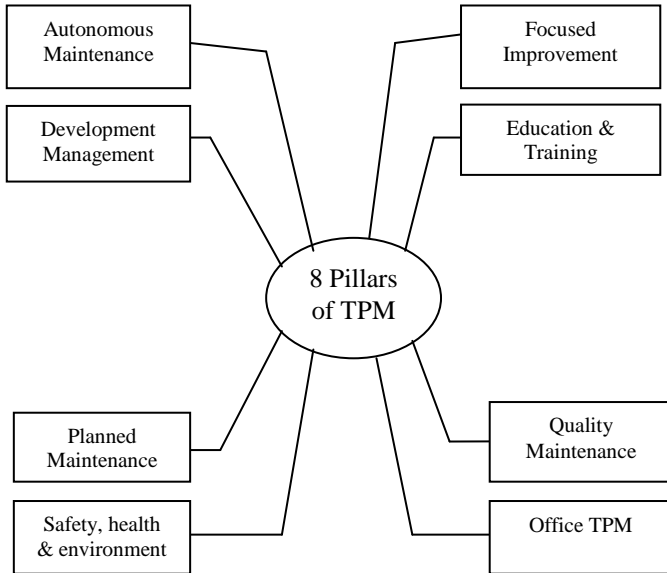 Autonomous
Maintenance
Focused
Improvement
Development
Management
Education &
Training
8 Pillars
of TPM
Planned
Maintenance
Quality
Maintenance
Safety, health
& environment
Office TPM